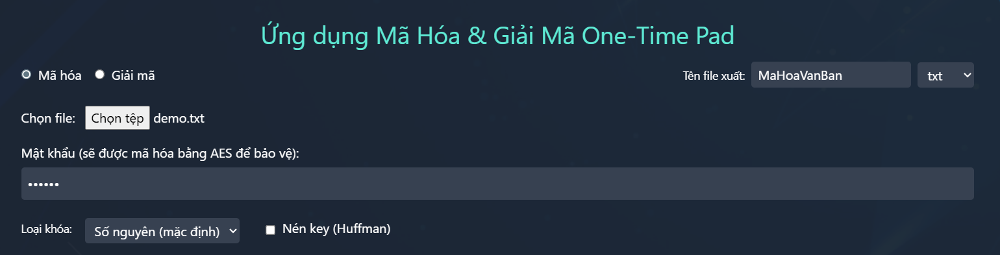 Ứng dụng Mã Hóa & Giải Mã One-Time Pad
Mã hóa Giải mã Tên file xuất: MaHoaVanBan txt
Chọn file: Chọn tệp demo.txt
Mật khẩu (sẽ được mã hóa bằng AES để bảo vệ):
••••••
Loại khóa: Số nguyên (mặc định) Nén key (Huffman)